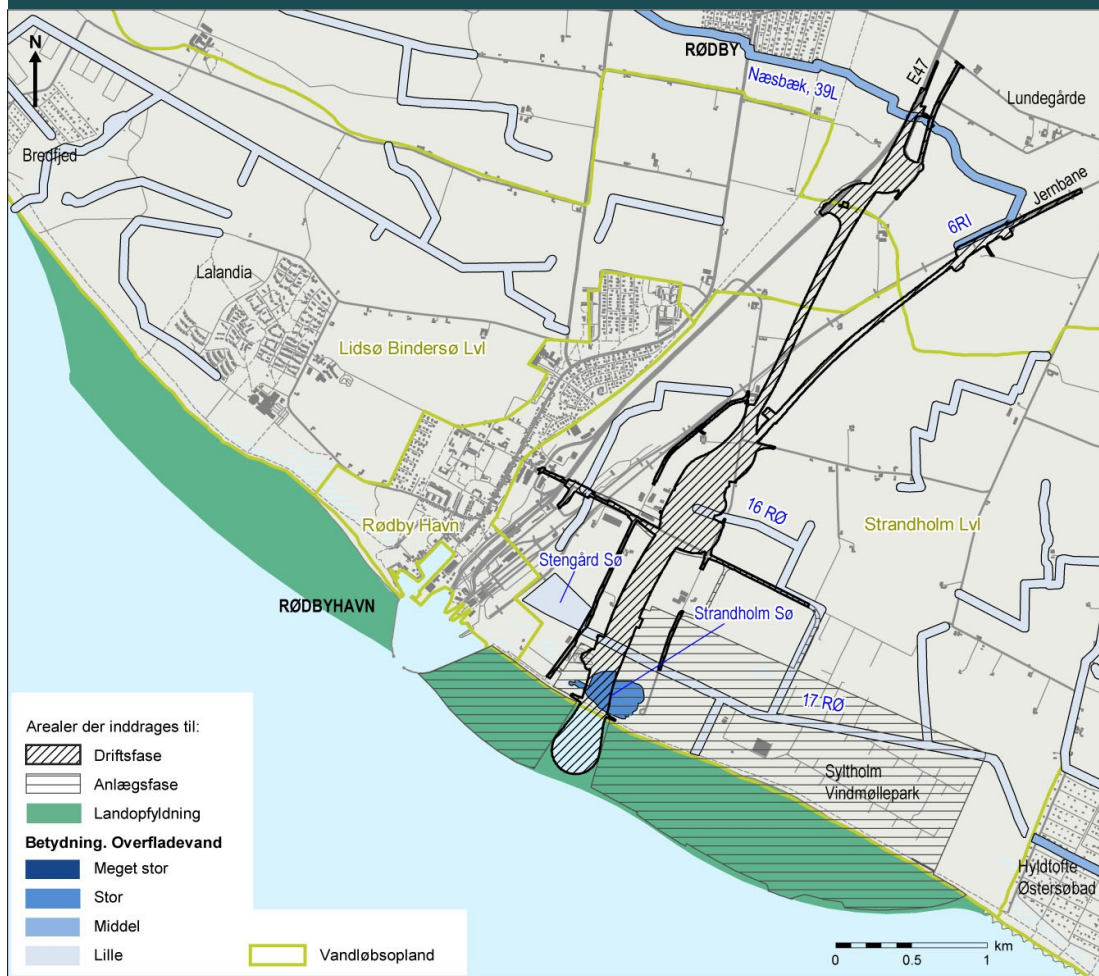 N
RØDBY
E47
Næsbæk, 39L
Lundegårde
Bredfjed
Jernbane
6RI
Lalandia
Lidsø Bindersø Lvl
16 RØ
Strandholm Lvl
Rødby Havn
Stengård Sø
RØDBYHAVN
Strandholm Sø
17 RØ
Syltholm
Vindmøllepark
Hyldtofte
Østersøbad
Arealer der inddrages til:
Driftsfase
Anlægsfase
Landopfyldning
Betydning. Overfladevand
Meget stor
Stor
Middel
Lille
Vandløbsopland
km
0 0.5 1